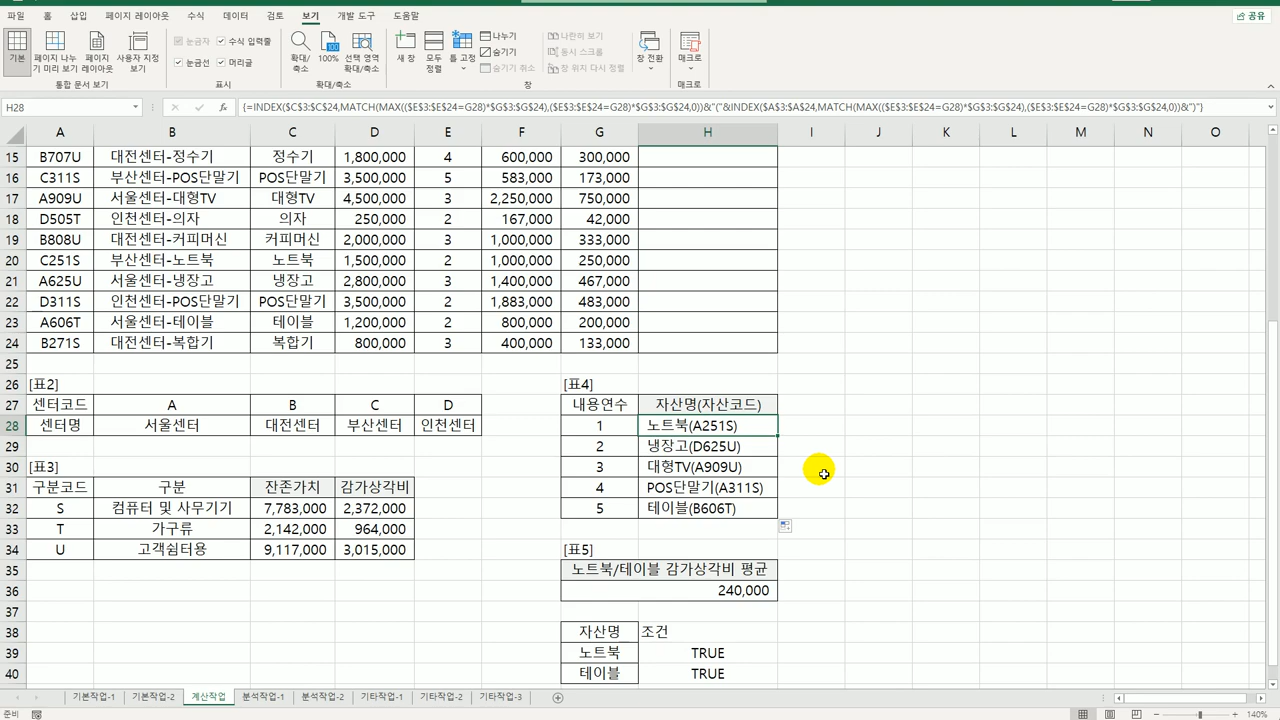 파일 홈 삽입 페이지 레이아웃 수식 데이터 검토 보기 개발 도구 도움말 공유
기본 페이지 나누기 미리 보기 페이지 레이아웃 사용자 지정 보기
통합 문서 보기
눈금자 수식 입력줄
눈금선 머리글
표시
확대/축소 100% 선택 영역 확대/축소
확대/축소
새 창 모두 정렬 틀 고정
나누기
숨기기
숨기기 취소
나란히 보기
동시 스크롤
창 위치 다시 정렬
창 전환
창
매크로
매크로
H28 fx {=INDEX($C$3:$C$24,MATCH(MAX(($E$3:$E$24=G28)*$G$3:$G$24),($E$3:$E$24=G28)*$G$3:$G$24,0))&"("&INDEX($A$3:$A$24,MATCH(MAX(($E$3:$E$24=G28)*$G$3:$G$24),($E$3:$E$24=G28)*$G$3:$G$24,0))&")"}
A B C D E F G H I J K L M N O
15 B707U 대전센터-정수기 정수기 1,800,000 4 600,000 300,000
16 C311S 부산센터-POS단말기 POS단말기 3,500,000 5 583,000 173,000
17 A909U 서울센터-대형TV 대형TV 4,500,000 3 2,250,000 750,000
18 D505T 인천센터-의자 의자 250,000 2 167,000 42,000
19 B808U 대전센터-커피머신 커피머신 2,000,000 3 1,000,000 333,000
20 C251S 부산센터-노트북 노트북 1,500,000 2 1,000,000 250,000
21 A625U 서울센터-냉장고 냉장고 2,800,000 3 1,400,000 467,000
22 D311S 인천센터-POS단말기 POS단말기 3,500,000 2 1,883,000 483,000
23 A606T 서울센터-테이블 테이블 1,200,000 2 800,000 200,000
24 B271S 대전센터-복합기 복합기 800,000 3 400,000 133,000
25
26 [표2] [표4]
27 센터코드 A B C D 내용연수 자산명(자산코드)
28 센터명 서울센터 대전센터 부산센터 인천센터 1 노트북(A251S)
29 2 냉장고(D625U)
30 [표3] 3 대형TV(A909U)
31 구분코드 구분 잔존가치 감가상각비 4 POS단말기(A311S)
32 S 컴퓨터 및 사무기기 7,783,000 2,372,000 5 테이블(B606T)
33 T 가구류 2,142,000 964,000
34 U 고객쉼터용 9,117,000 3,015,000 [표5]
35 노트북/테이블 감가상각비 평균
36 240,000
37
38 자산명 조건
39 노트북 TRUE
40 테이블 TRUE
기본작업-1 기본작업-2 계산작업 분석작업-1 분석작업-2 기타작업-1 기타작업-2 기타작업-3
준비 140%